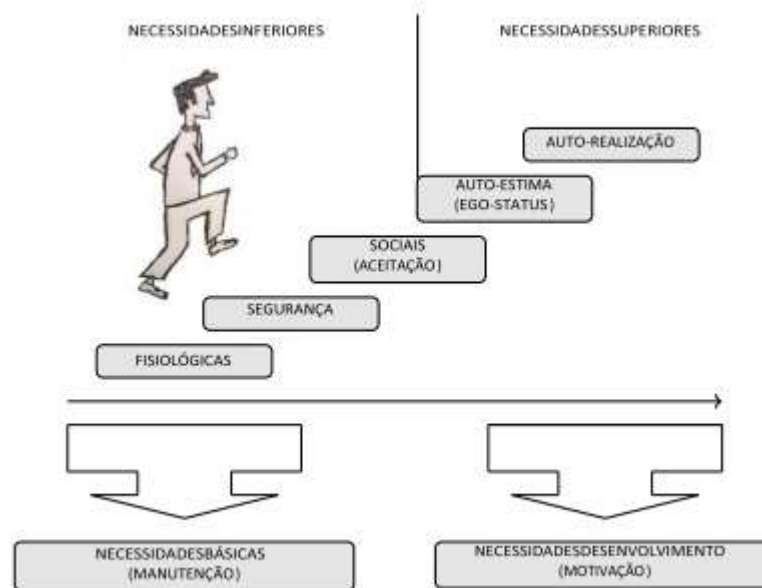 NECESSIDADESINFERIORES
NECESSIDADESSUPERIORES
AUTO-REALIZAÇÃO
AUTO-ESTIMA
(EGO-STATUS)
SOCIAIS
(ACEITAÇÃO)
SEGURANÇA
FISIOLÓGICAS
NECESSIDADESBÁSICAS
(MANUTENÇÃO)
NECESSIDADESDESENVOLVIMENTO
(MOTIVAÇÃO)